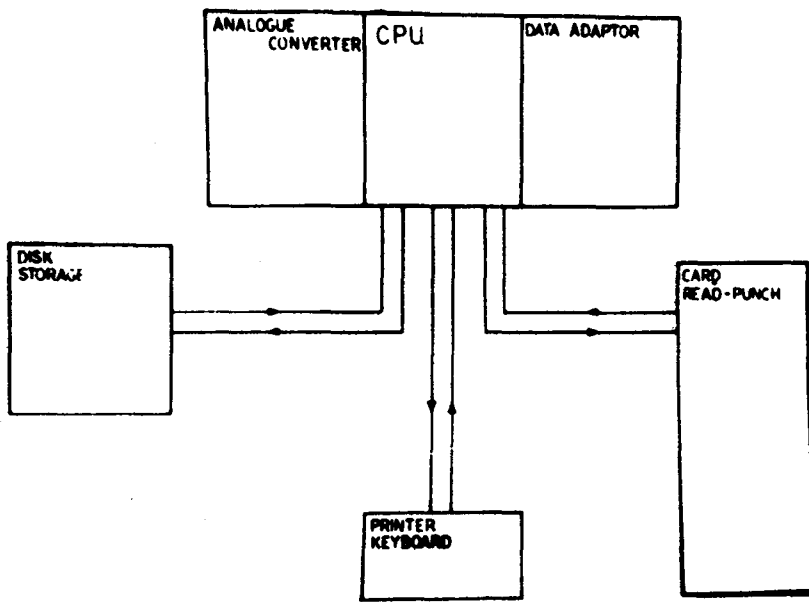 ANALOGUE
CONVERTER
CPU
DATA ADAPTOR
DISK
STORAGE
CARD
READ-PUNCH
PRINTER
KEYBOARD